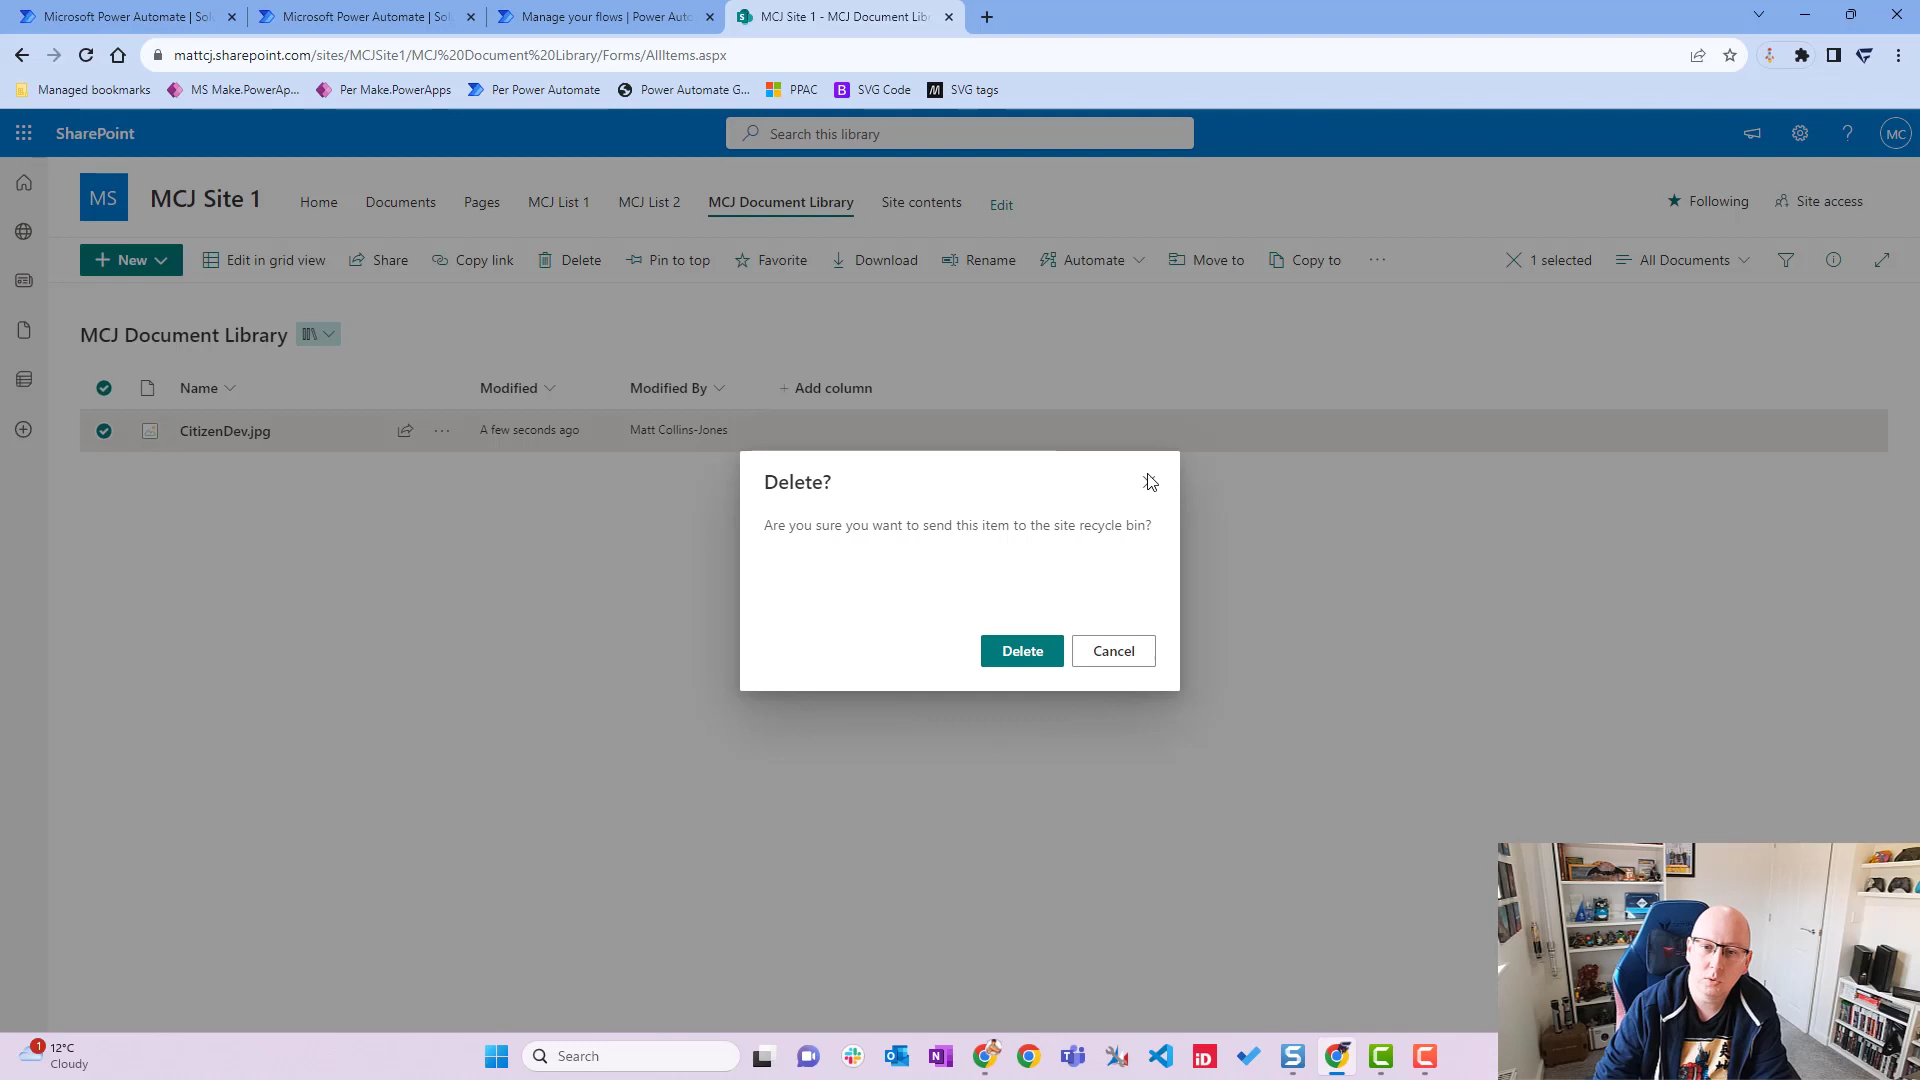 Microsoft Power Automate | Sol
Microsoft Power Automate | Sol
Manage your flows | Power Auto
MCJ Site 1 - MCJ Document Libr
mattcj.sharepoint.com/sites/MCJSite1/MCJ%20Document%20Library/Forms/AllItems.aspx
Managed bookmarks
MS Make.PowerAp...
Per Make.PowerApps
Per Power Automate
Power Automate G...
PPAC
B
SVG Code
M
SVG tags
SharePoint
Search this library
?
MC
MS
MCJ Site 1
Home
Documents
Pages
MCJ List 1
MCJ List 2
MCJ Document Library
Site contents
Edit
Following
Site access
+ New
Edit in grid view
Share
Copy link
Delete
Pin to top
Favorite
Download
Rename
Automate
Move to
Copy to
...
1 selected
All Documents
MCJ Document Library
Name
Modified
Modified By
+ Add column
CitizenDev.jpg
...
A few seconds ago
Matt Collins-Jones
Delete?
Are you sure you want to send this item to the site recycle bin?
Delete
Cancel
1
12°C
Cloudy
Search
N
iD
S
C
C